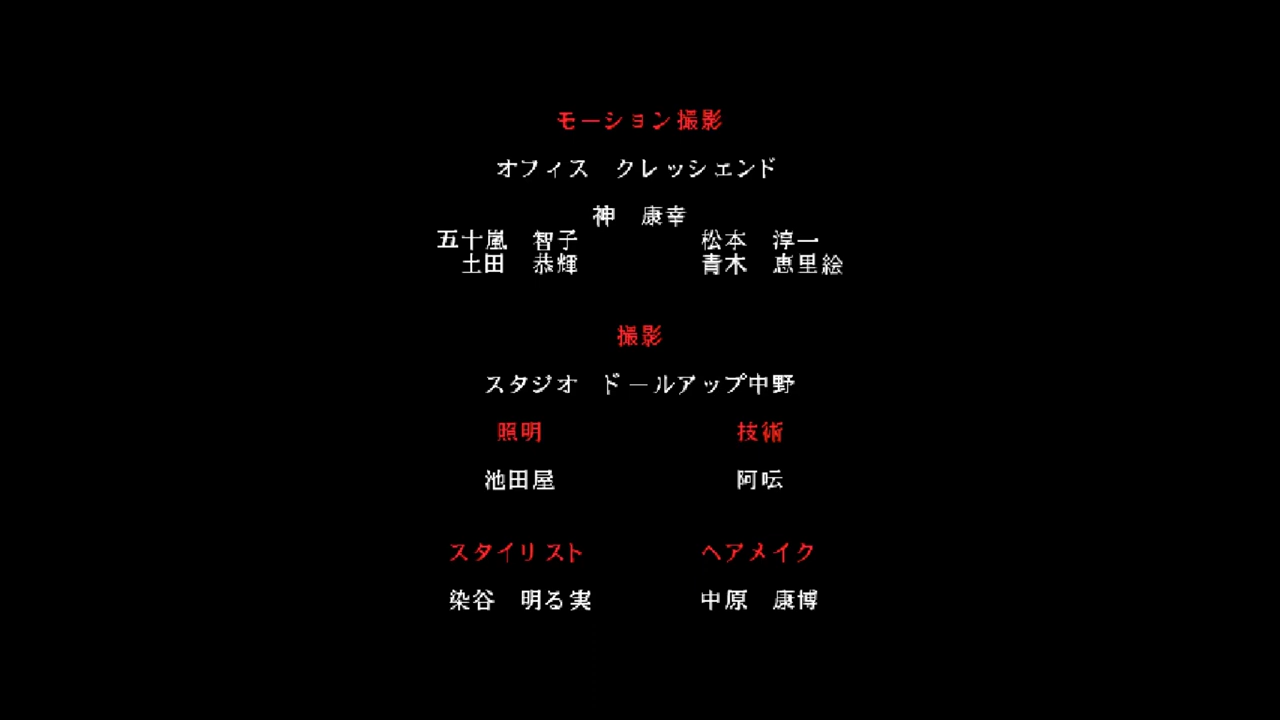 モーション撮影
オフィス　クレッシェンド
神　康幸
五十嵐　智子　松本　淳一
土田　恭輝　青木　恵里絵
撮影
スタジオ　ドールアップ中野
照明　技術
池田屋　阿呍
スタイリスト　ヘアメイク
染谷　明る実　中原　康博